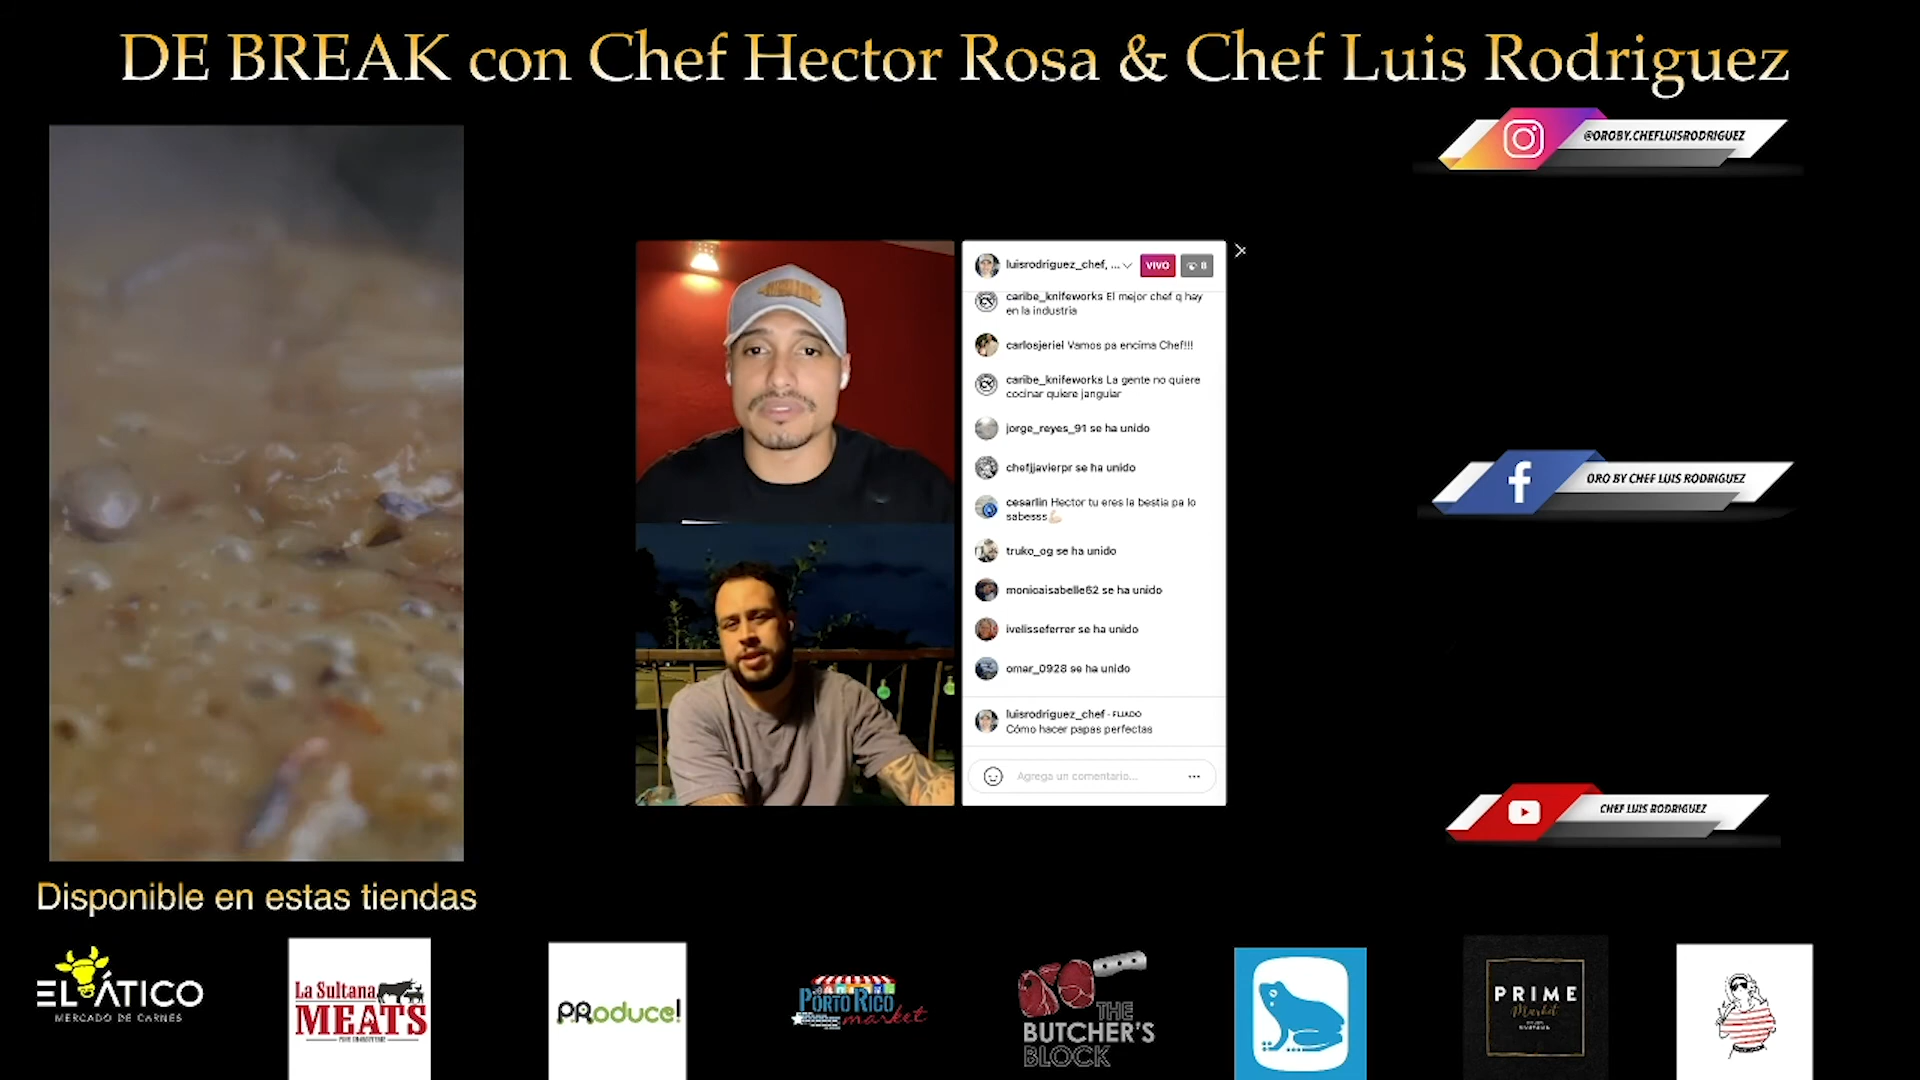 DE BREAK con Chef Hector Rosa & Chef Luis Rodriguez
@OROBY.CHEFLUISRODRIGUEZ
luisrodriguez_chef, ...
VIVO
8
caribe_knifeworks El mejor chef q hay
en la industria
carlosjeriel Vamos pa encima Chef!!!
caribe_knifeworks La gente no quiere
cocinar quiere janguiar
jorge_reyes_91 se ha unido
chefjjavierpr se ha unido
cesarlin Hector tu eres la bestia pa lo
sabesss💪🏻
truko_og se ha unido
monicaisabelle62 se ha unido
ivelisseferrer se ha unido
omar_0928 se ha unido
luisrodriguez_chef · FIJADO
Cómo hacer papas perfectas
Agrega un comentario...
ORO BY CHEF LUIS RODRIGUEZ
CHEF LUIS RODRIGUEZ
Disponible en estas tiendas
EL ÁTICO
MERCADO DE CARNES
La Sultana
MEATS
PRoduce!
PORTO RICO
market
THE
BUTCHER'S
BLOCK
PRIME
Market